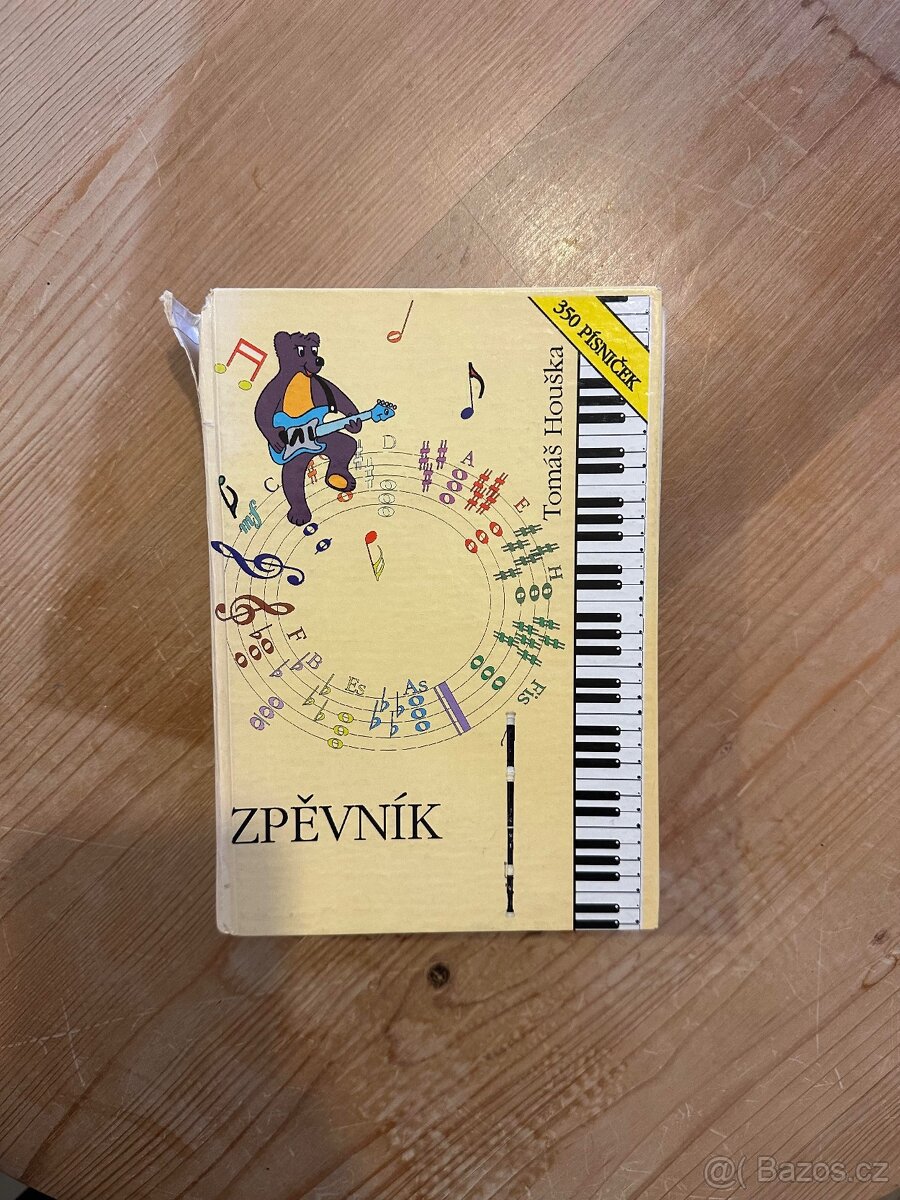 350 PÍSNIČEK
Tomáš Houška
D
A
E
H
Fis
C
F
B
Es
As
ZPĚVNÍK
@( Bazos.cz